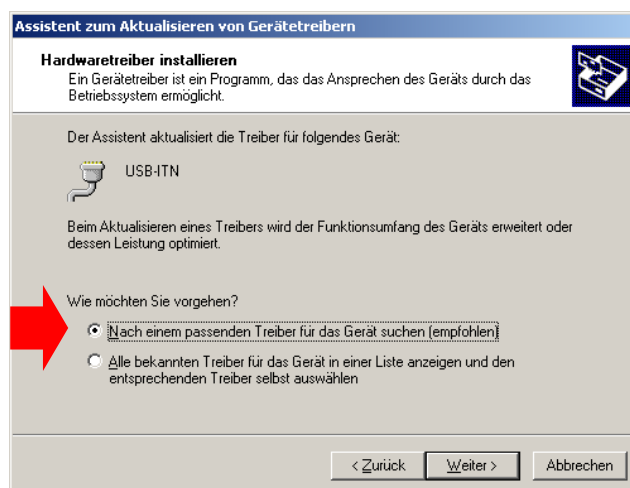 Assistent zum Aktualisieren von Gerätetreibern
Hardwaretreiber installieren
Ein Gerätetreiber ist ein Programm, das das Ansprechen des Geräts durch das
Betriebssystem ermöglicht.
Der Assistent aktualisiert die Treiber für folgendes Gerät:
USB-ITN
Beim Aktualisieren eines Treibers wird der Funktionsumfang des Geräts erweitert oder
dessen Leistung optimiert.
Wie möchten Sie vorgehen?
Nach einem passenden Treiber für das Gerät suchen (empfohlen)
Alle bekannten Treiber für das Gerät in einer Liste anzeigen und den
entsprechenden Treiber selbst auswählen
< Zurück Weiter > Abbrechen